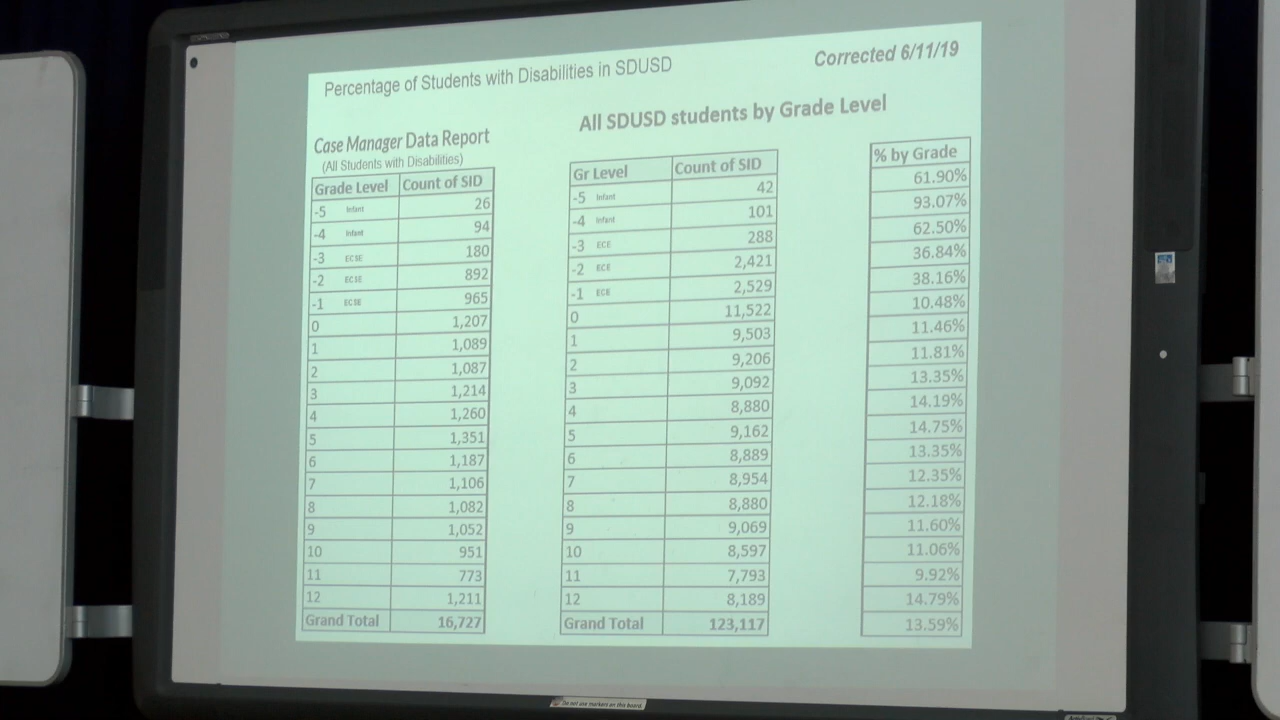 Percentage of Students with Disabilities in SDUSD
Corrected 6/11/19
Case Manager Data Report
(All Students with Disabilities)
Grade Level Count of SID
-5 Infant 26
-4 Infant 94
-3 ECSE 180
-2 ECSE 892
-1 ECSE 965
0 1,207
1 1,089
2 1,087
3 1,214
4 1,260
5 1,351
6 1,187
7 1,106
8 1,082
9 1,052
10 951
11 773
12 1,211
Grand Total 16,727
All SDUSD students by Grade Level
Gr Level Count of SID
-5 Infant 42
-4 Infant 101
-3 ECE 288
-2 ECE 2,421
-1 ECE 2,529
0 11,522
1 9,503
2 9,206
3 9,092
4 8,880
5 9,162
6 8,889
7 8,954
8 8,880
9 9,069
10 8,597
11 7,793
12 8,189
Grand Total 123,117
% by Grade
61.90%
93.07%
62.50%
36.84%
38.16%
10.48%
11.46%
11.81%
13.35%
14.19%
14.75%
13.35%
12.35%
12.18%
11.60%
11.06%
9.92%
14.79%
13.59%
Do not use markers on this board.